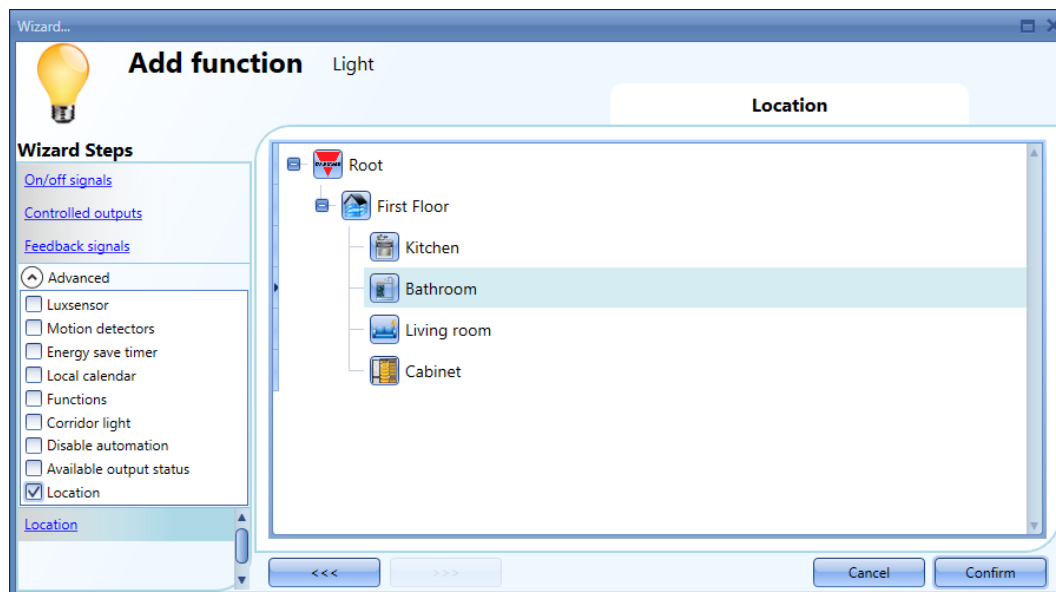 Wizard...
Add function Light
Location
Wizard Steps
On/off signals
Controlled outputs
Feedback signals
Advanced
Luxsensor
Motion detectors
Energy save timer
Local calendar
Functions
Corridor light
Disable automation
Available output status
Location
Location
Root
First Floor
Kitchen
Bathroom
Living room
Cabinet
<<<
>>>
Cancel
Confirm